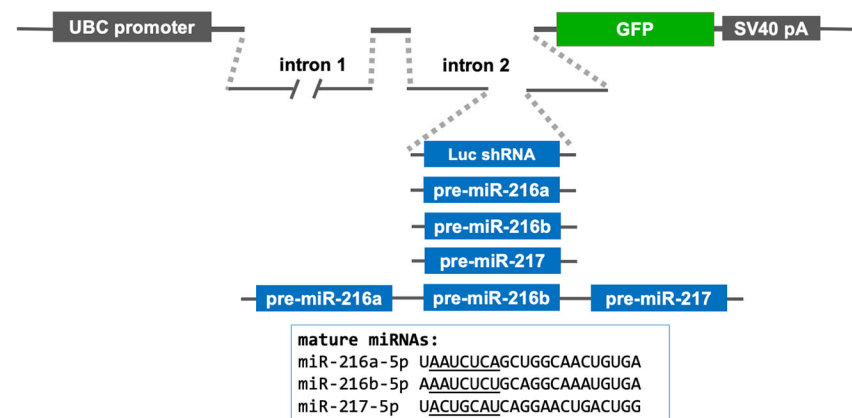 UBC promoter
GFP
SV40 pA
intron 1
intron 2
Luc shRNA
pre-miR-216a
pre-miR-216b
pre-miR-217
pre-miR-216a pre-miR-216b pre-miR-217
mature miRNAs:
miR-216a-5p UAAUCUCAGCUGGCAACUGUGA
miR-216b-5p AAAUCUCUGCAGGCAAAUGUGA
miR-217-5p UACUGCAUCAGGAACUGACUGG